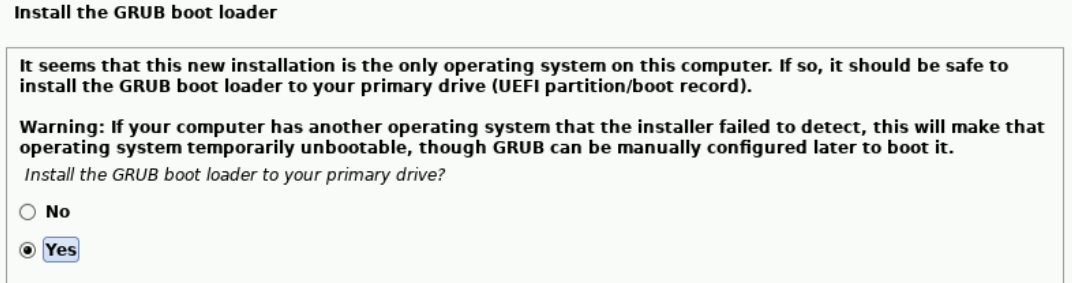 Install the GRUB boot loader
It seems that this new installation is the only operating system on this computer. If so, it should be safe to
install the GRUB boot loader to your primary drive (UEFI partition/boot record).
Warning: If your computer has another operating system that the installer failed to detect, this will make that
operating system temporarily unbootable, though GRUB can be manually configured later to boot it.
Install the GRUB boot loader to your primary drive?
No
Yes